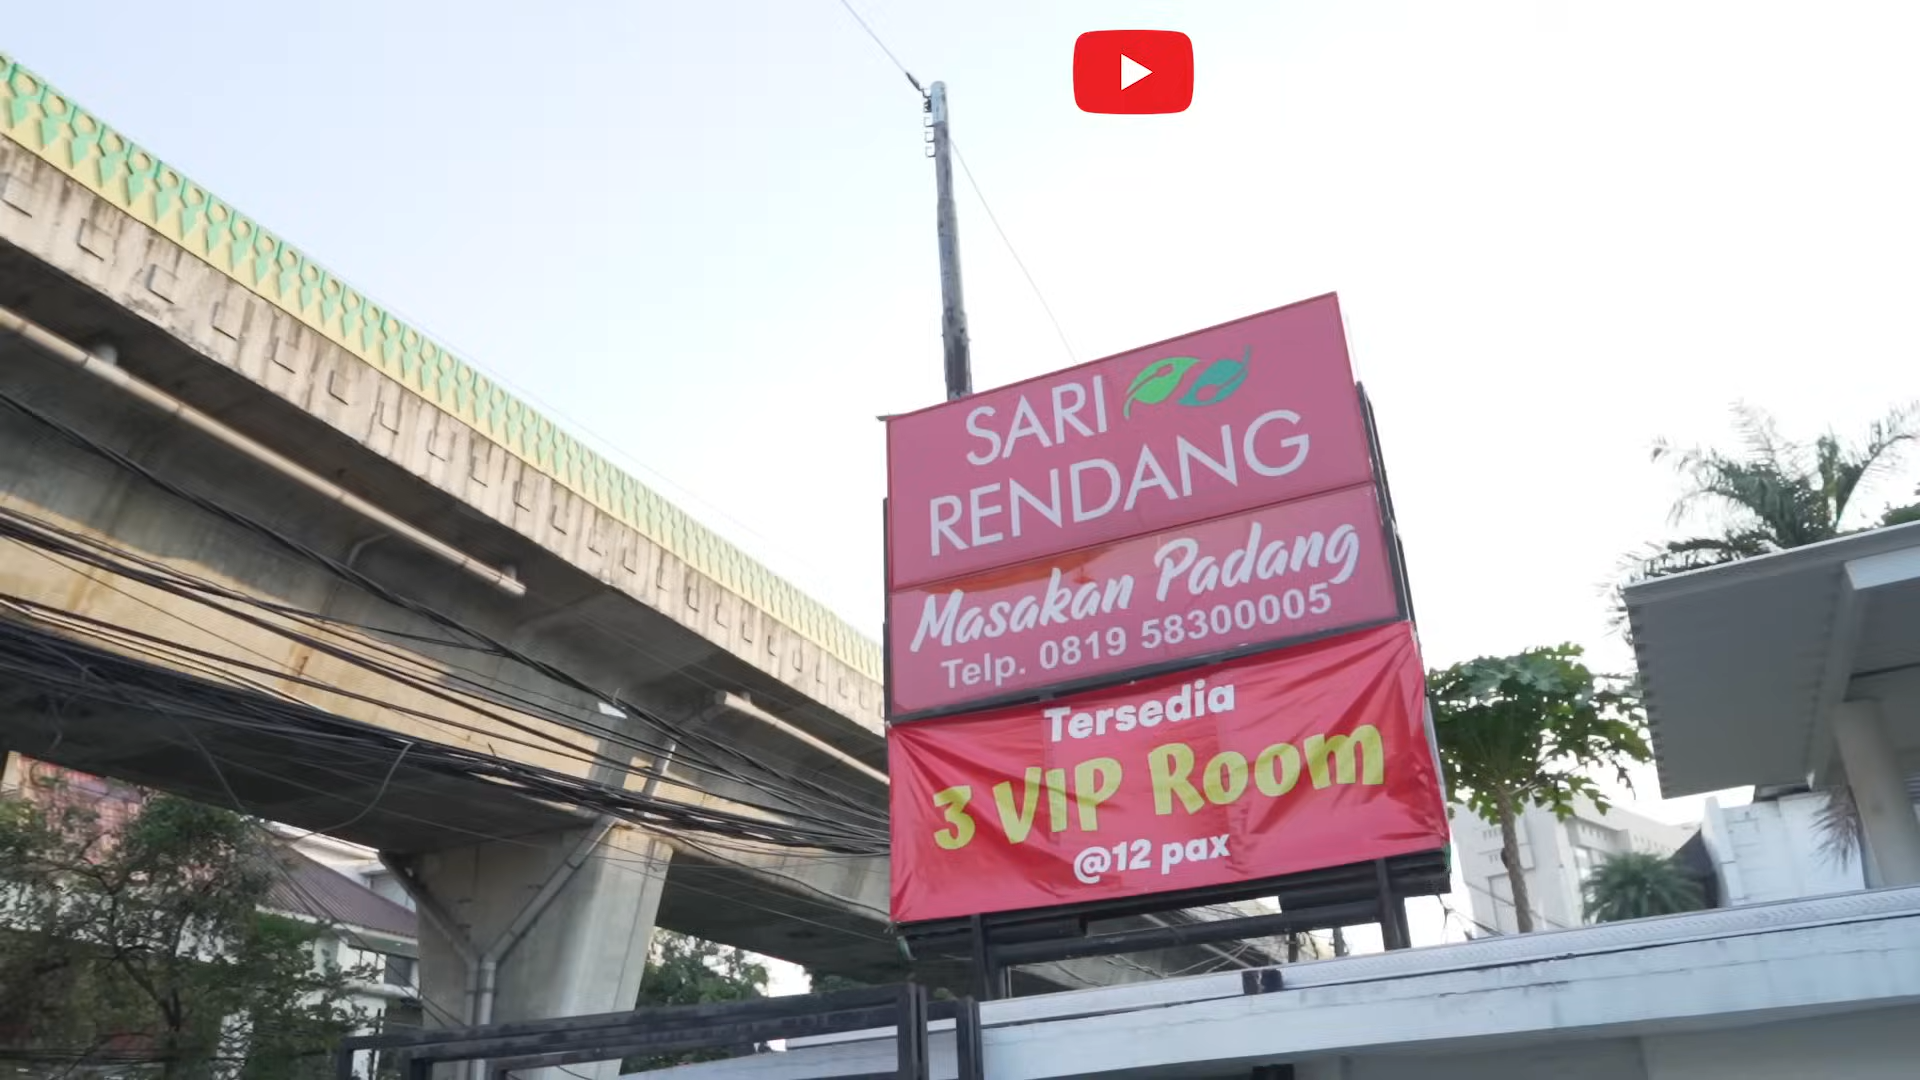 SARI
RENDANG
Masakan Padang
Telp. 0819 58300005
Tersedia
3 VIP Room
@12 pax